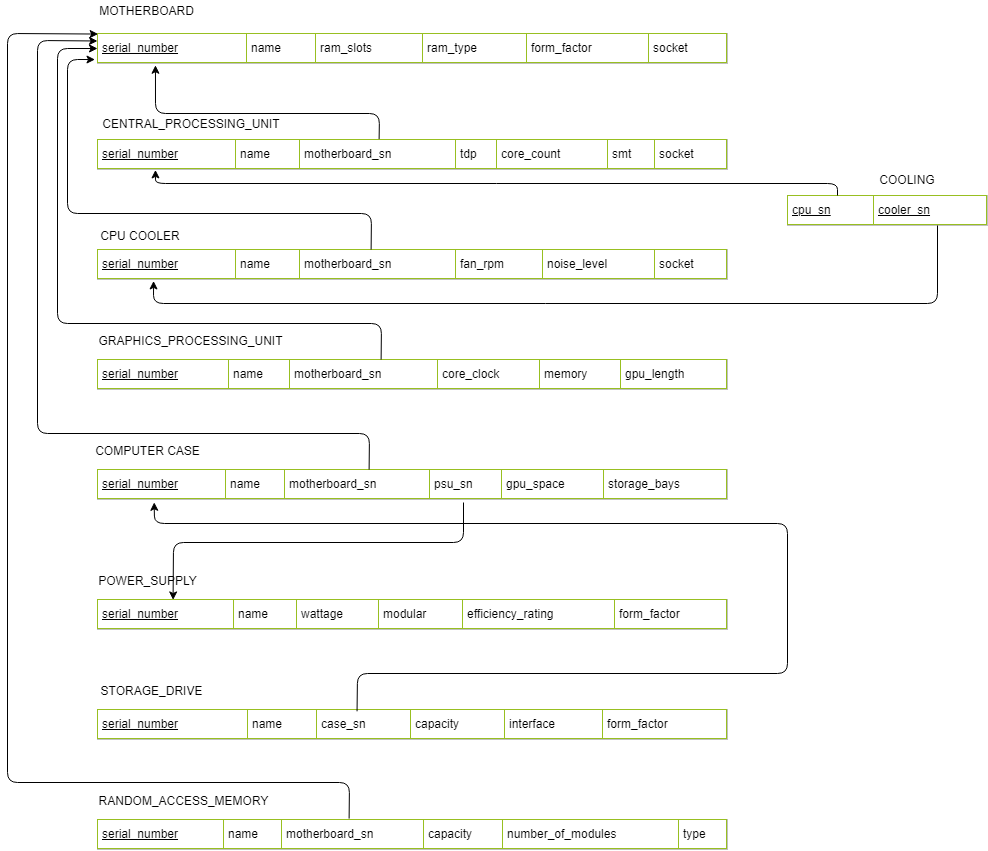 MOTHERBOARD
serial_number name ram_slots ram_type form_factor socket
CENTRAL_PROCESSING_UNIT
serial_number name motherboard_sn tdp core_count smt socket
COOLING
cpu_sn cooler_sn
CPU COOLER
serial_number name motherboard_sn fan_rpm noise_level socket
GRAPHICS_PROCESSING_UNIT
serial_number name motherboard_sn core_clock memory gpu_length
COMPUTER CASE
serial_number name motherboard_sn psu_sn gpu_space storage_bays
POWER_SUPPLY
serial_number name wattage modular efficiency_rating form_factor
STORAGE_DRIVE
serial_number name case_sn capacity interface form_factor
RANDOM_ACCESS_MEMORY
serial_number name motherboard_sn capacity number_of_modules type